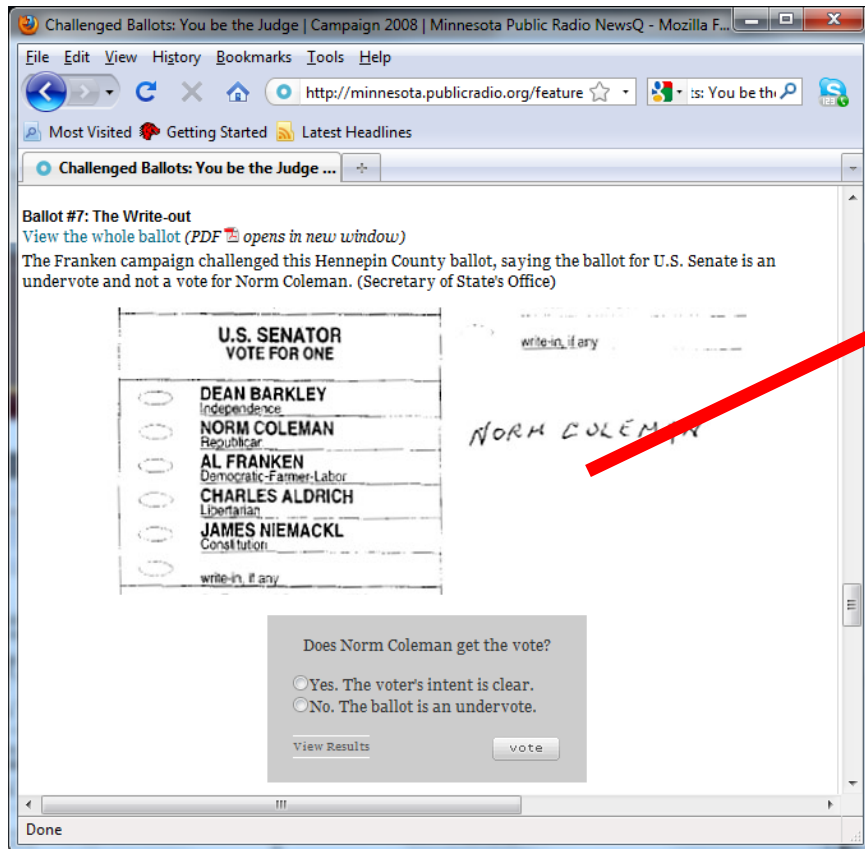 Challenged Ballots: You be the Judge | Campaign 2008 | Minnesota Public Radio NewsQ - Mozilla F...
File Edit View History Bookmarks Tools Help
http://minnesota.publicradio.org/feature
:s: You be the
Most Visited Getting Started Latest Headlines
Challenged Ballots: You be the Judge ...
Ballot #7: The Write-out
View the whole ballot (PDF opens in new window)
The Franken campaign challenged this Hennepin County ballot, saying the ballot for U.S. Senate is an
undervote and not a vote for Norm Coleman. (Secretary of State's Office)
U.S. SENATOR
VOTE FOR ONE
DEAN BARKLEY
Independence
NORM COLEMAN
Republican
AL FRANKEN
Democratic-Farmer-Labor
CHARLES ALDRICH
Libertarian
JAMES NIEMACKL
Constitution
write-in, if any
write-in, if any
NORM COLEMAN
Does Norm Coleman get the vote?
Yes. The voter's intent is clear.
No. The ballot is an undervote.
View Results
vote
Done